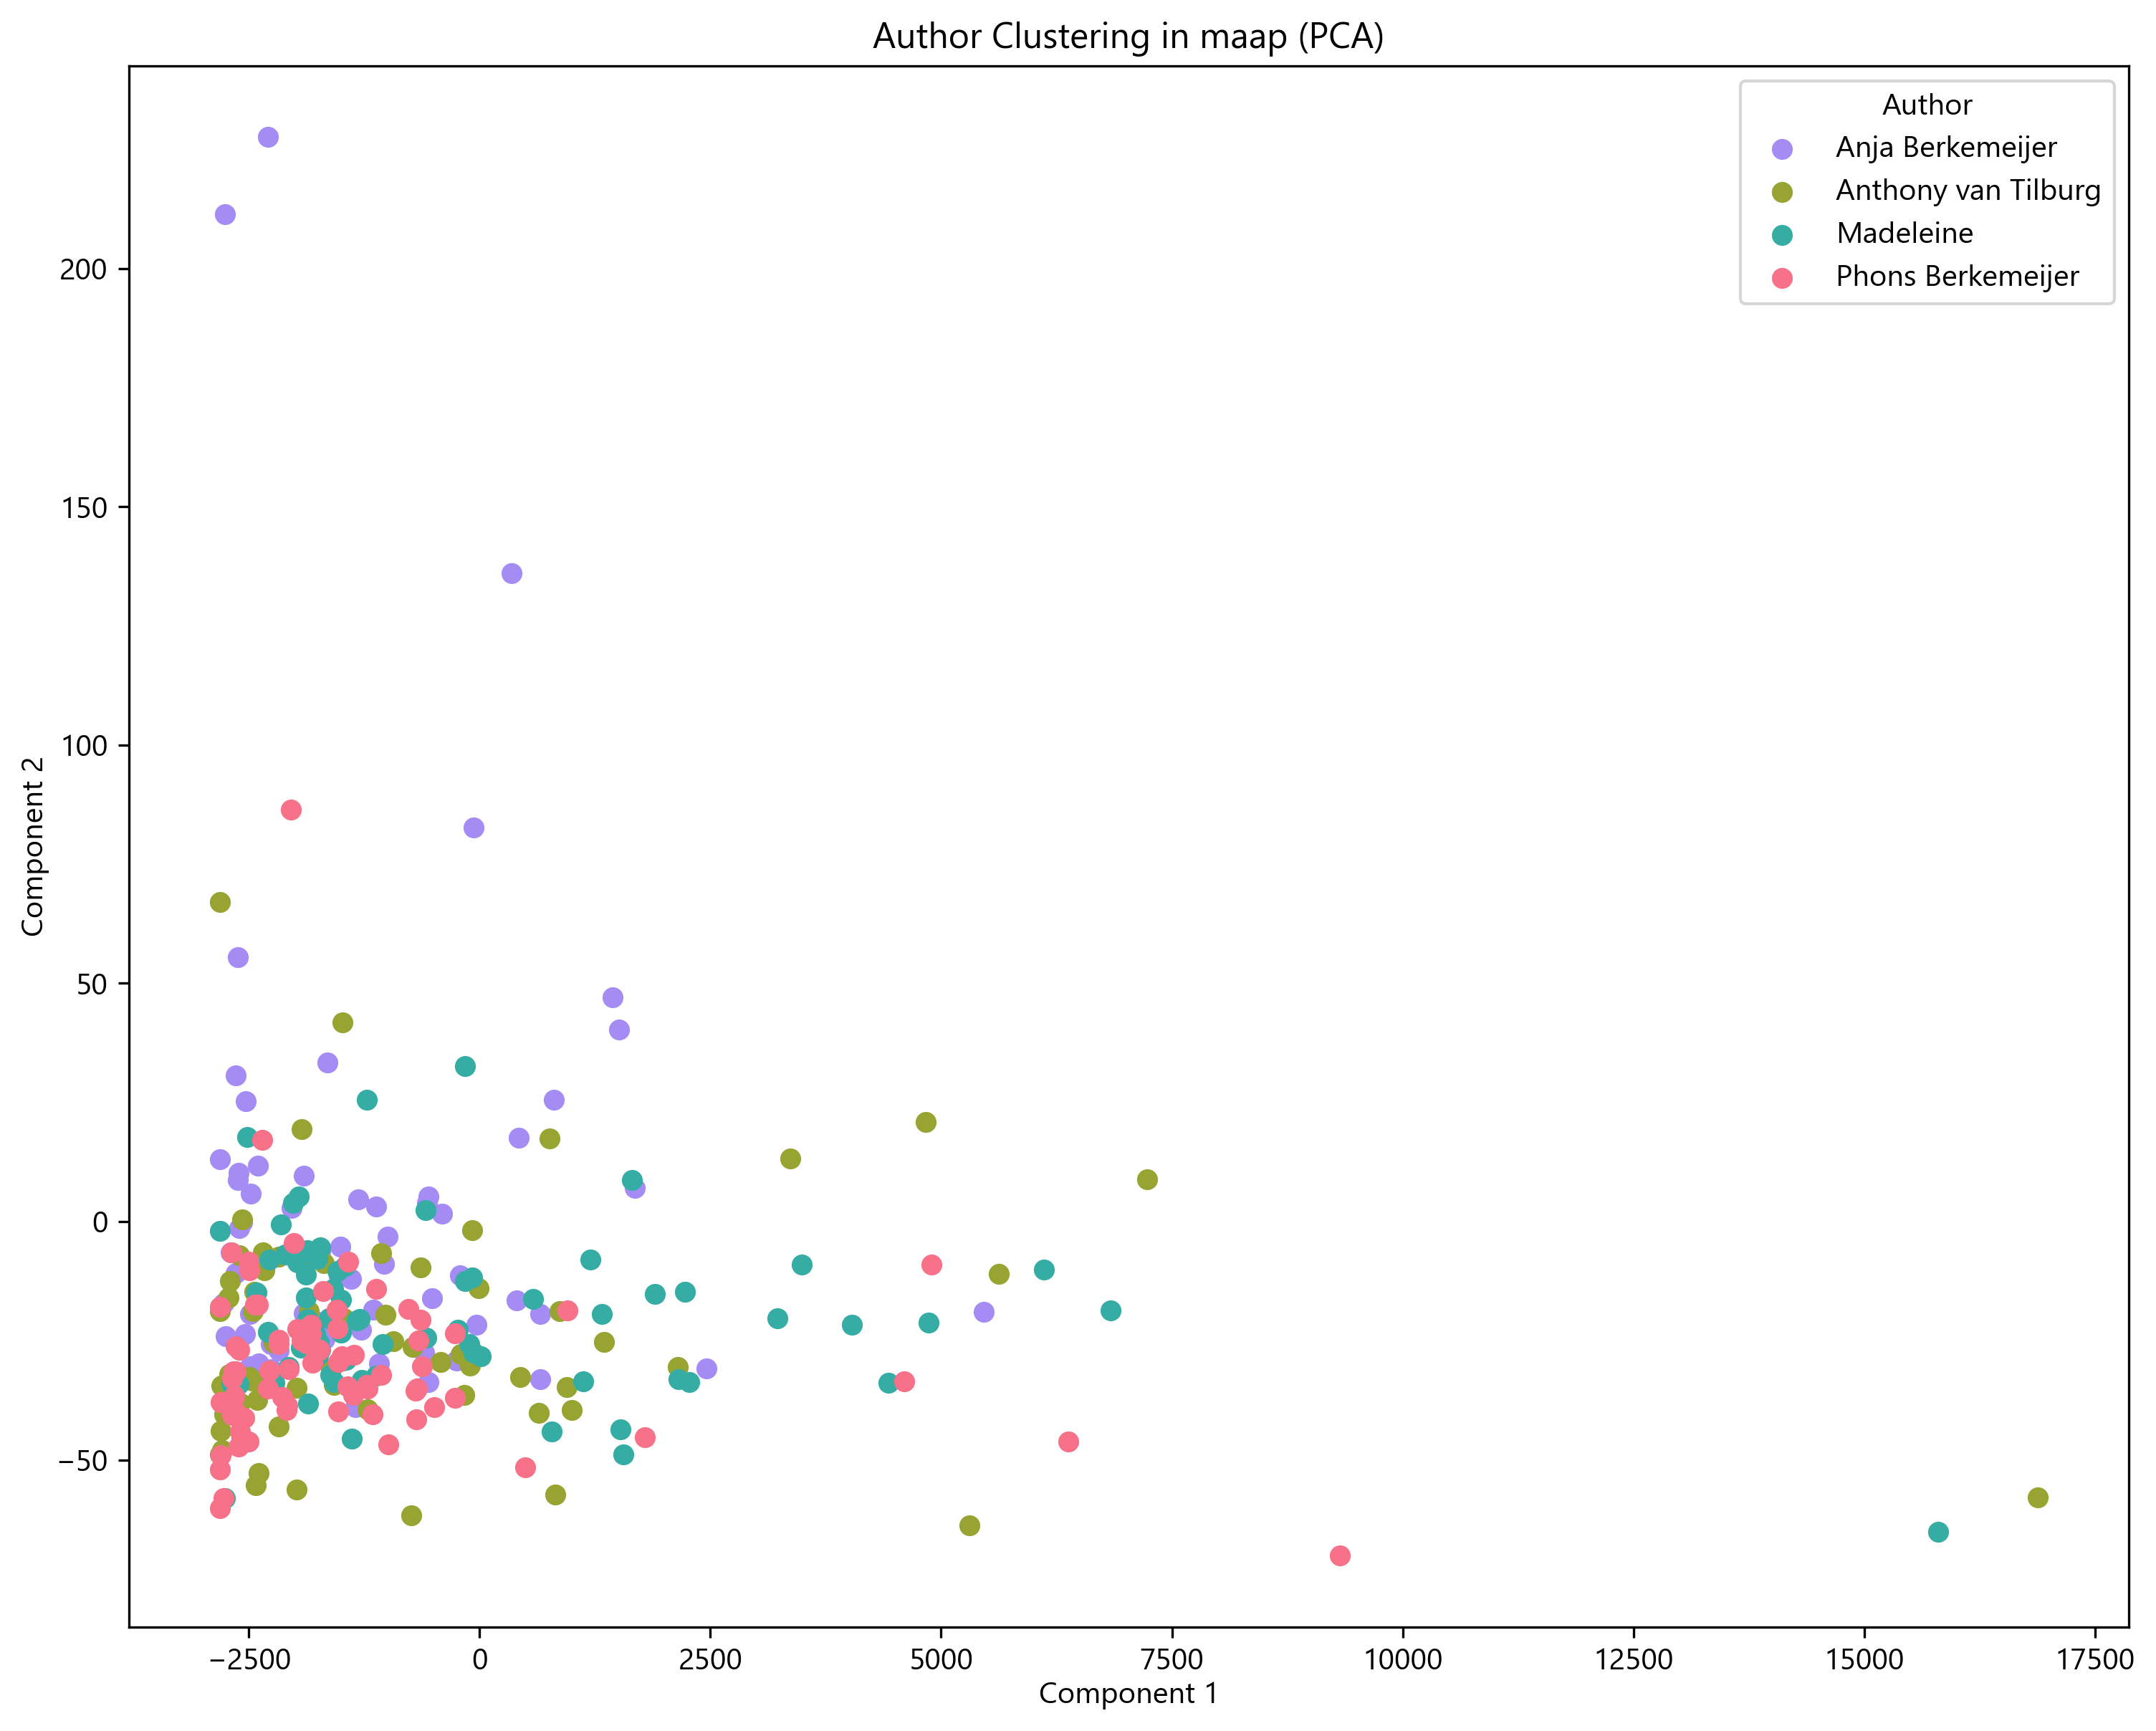 Author Clustering in maap (PCA)
Author
Anja Berkemeijer
Anthony van Tilburg
Madeleine
Phons Berkemeijer
Component 2
200
150
100
50
0
−50
−2500 0 2500 5000 7500 10000 12500 15000 17500
Component 1